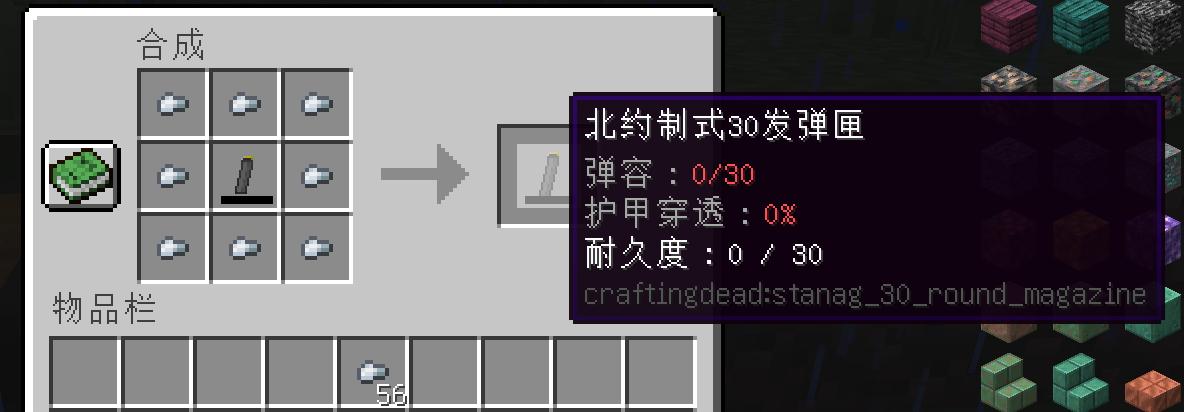 合成
北约制式30发弹匣
弹容：0/30
护甲穿透：0%
耐久度：0 / 30
craftingdead:stanag_30_round_magazine
物品栏
56